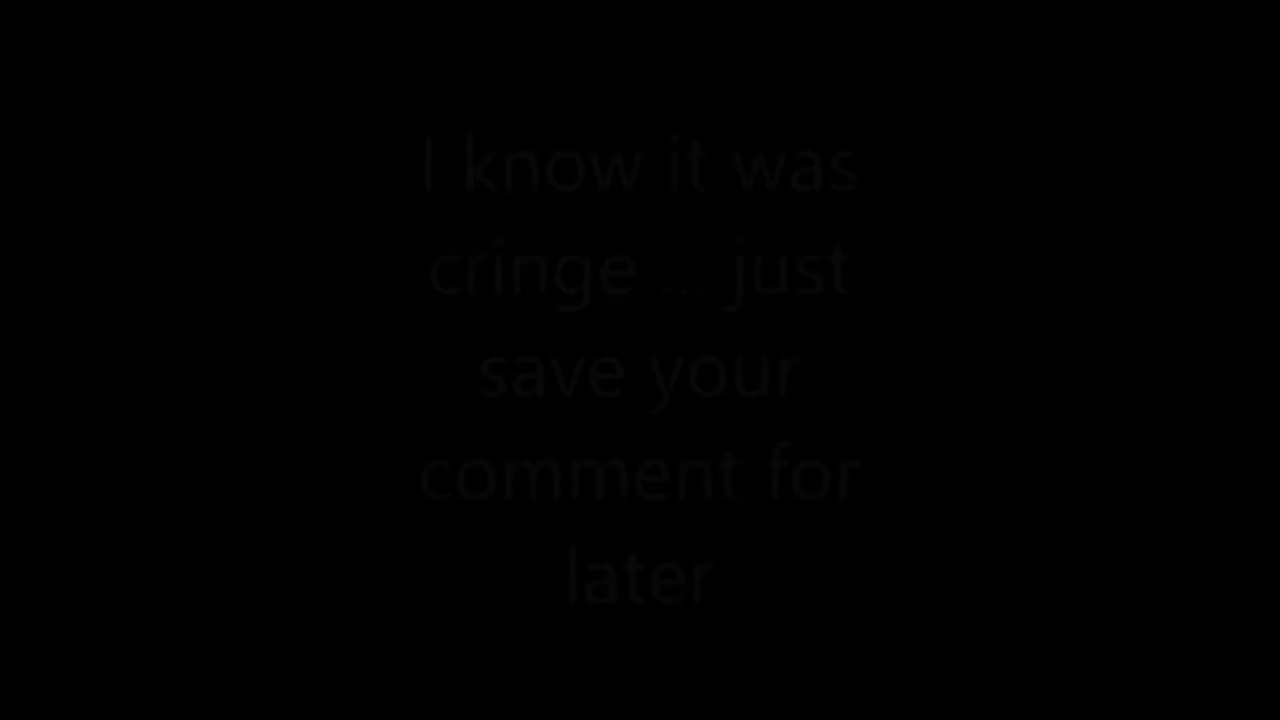 I know it was
cringe ... just
save your
comment for
later